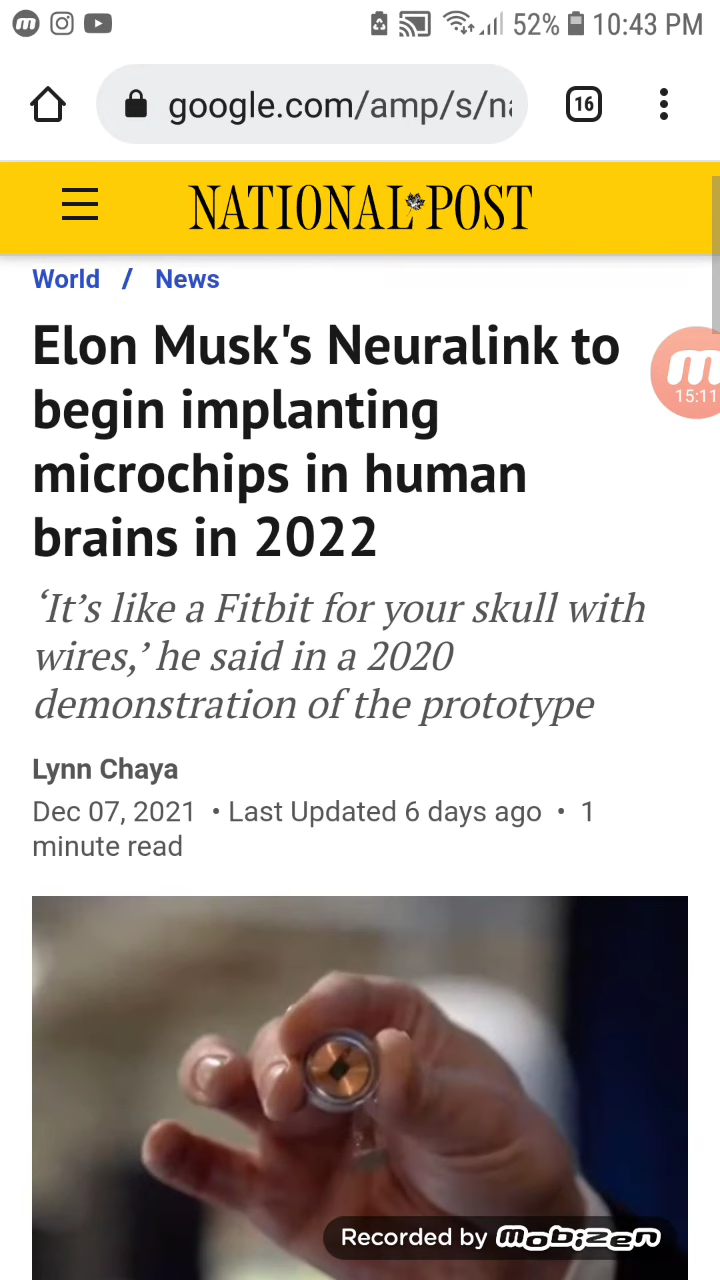 52% 10:43 PM
google.com/amp/s/na
16
NATIONAL POST
World / News
Elon Musk's Neuralink to
begin implanting
microchips in human
brains in 2022
‘It’s like a Fitbit for your skull with
wires,’ he said in a 2020
demonstration of the prototype
m
15:11
Lynn Chaya
Dec 07, 2021 • Last Updated 6 days ago • 1
minute read
Recorded by mobizen